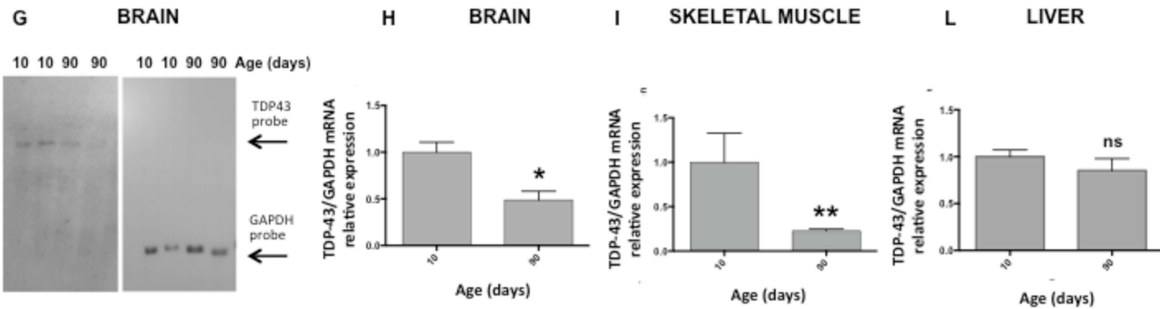 G BRAIN
10 10 90 90 10 10 90 90 Age (days)
TDP43
probe
GAPDH
probe
H BRAIN
TDP-43/GAPDH mRNA
relative expression
1.5
1.0
0.5
0.0
*
10 90
Age (days)
I SKELETAL MUSCLE
TDP-43/GAPDH mRNA
relative expression
1.5
1.0
0.5
0.0
**
10 90
Age (days)
L LIVER
TDP-43/GAPDH mRNA
relative expression
1.5
1.0
0.5
0.0
ns
10 90
Age (days)